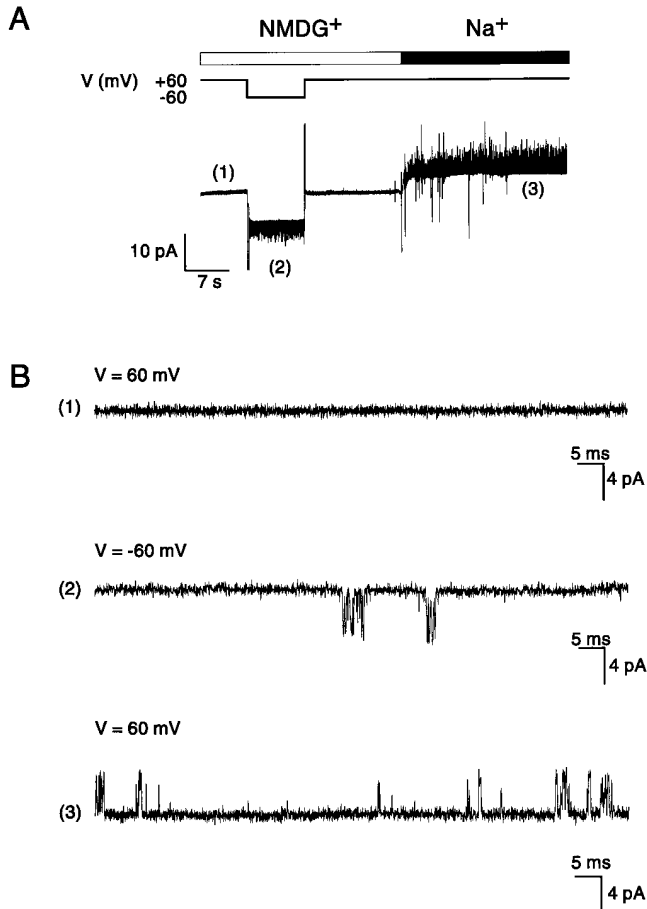 A
NMDG+ Na+
V (mV) +60
-60
(1)
(3)
10 pA
(2)
7 s
B
V = 60 mV
(1)
5 ms
4 pA
V = -60 mV
(2)
5 ms
4 pA
V = 60 mV
(3)
5 ms
4 pA